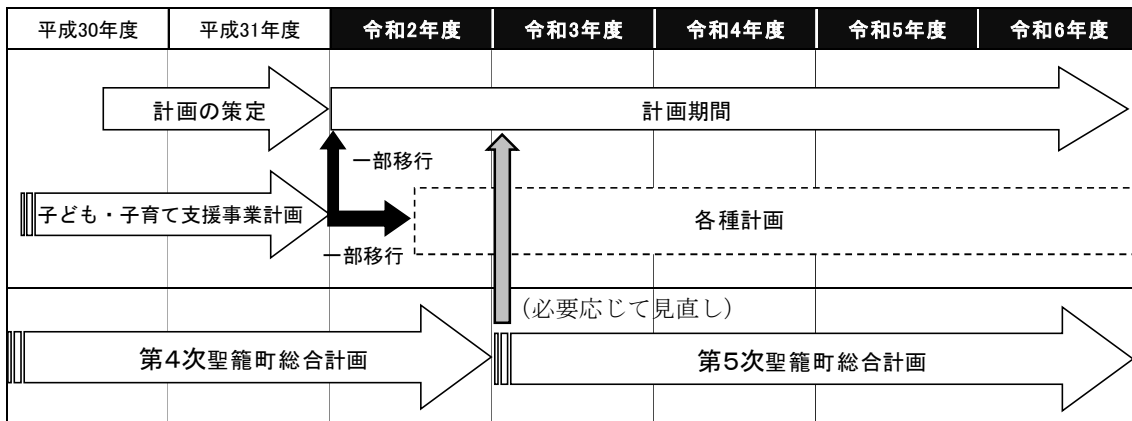 平成30年度 平成31年度 令和2年度 令和3年度 令和4年度 令和5年度 令和6年度
計画の策定 計画期間
一部移行
子ども・子育て支援事業計画 各種計画
一部移行
（必要応じて見直し）
第4次聖籠町総合計画 第5次聖籠町総合計画